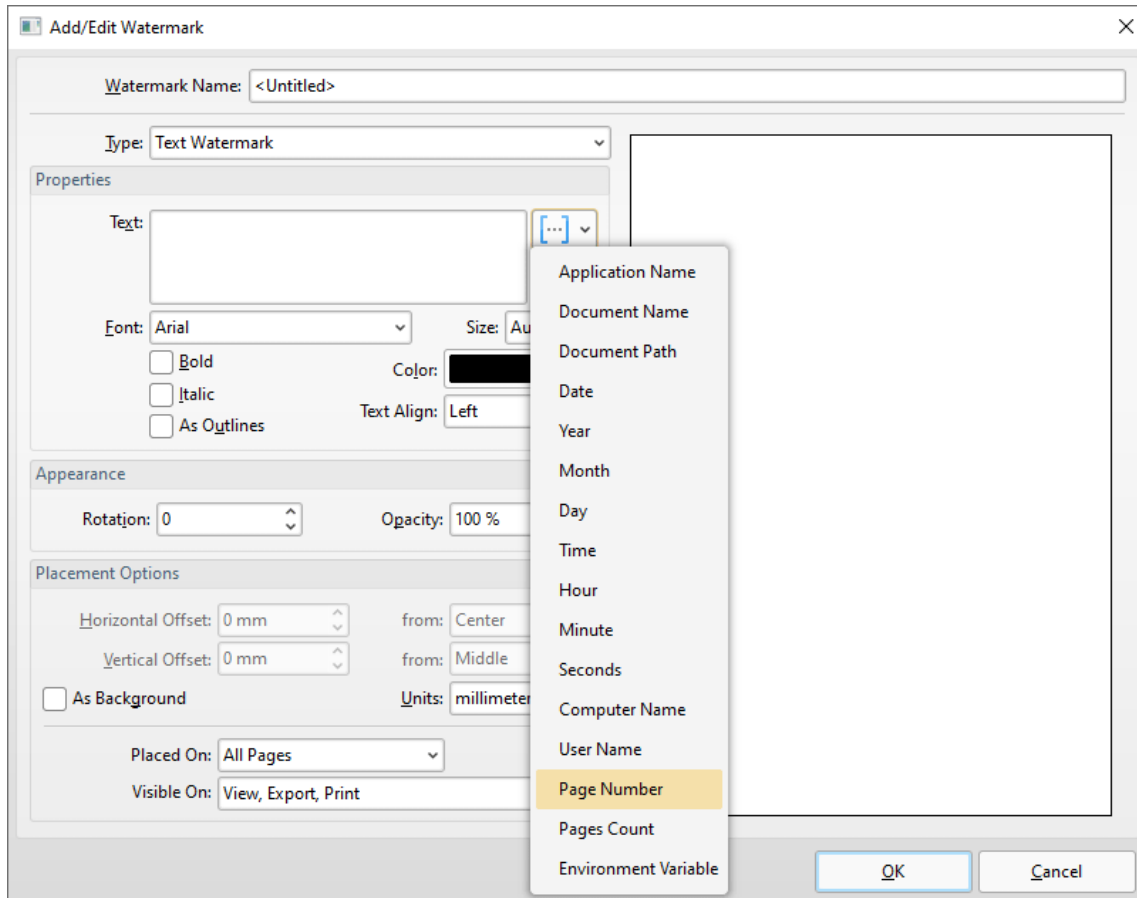 Add/Edit Watermark
Watermark Name: <Untitled>
Type: Text Watermark
Properties
Text:
Font: Arial
Size: Au
Bold
Italic
As Outlines
Color:
Text Align: Left
Appearance
Rotation: 0
Opacity: 100 %
Placement Options
Horizontal Offset: 0 mm
from: Center
Vertical Offset: 0 mm
from: Middle
As Background
Units: millimeter
Placed On: All Pages
Visible On: View, Export, Print
Application Name
Document Name
Document Path
Date
Year
Month
Day
Time
Hour
Minute
Seconds
Computer Name
User Name
Page Number
Pages Count
Environment Variable
OK
Cancel